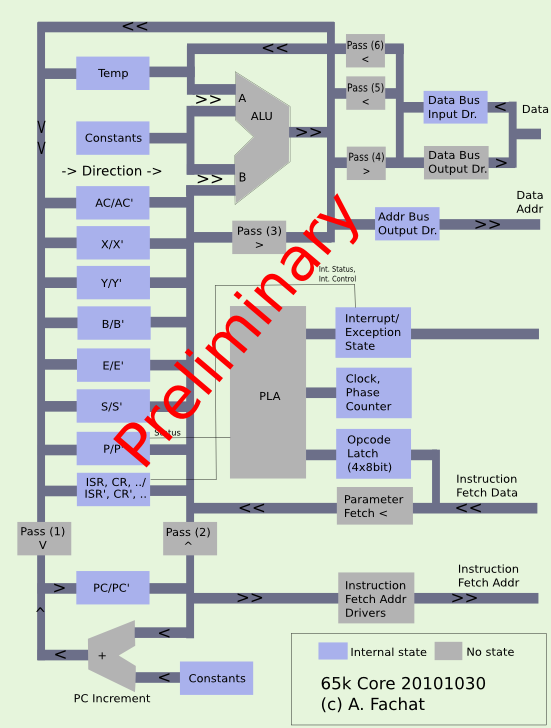 <<
Pass (6)
<
<<
Temp
Data Bus
Input Dr.
<
Data
Pass (5)
<
>>
A
ALU
>>
Constants
V
V
Pass (4)
>
Data Bus
Output Dr.
>
-> Direction ->
>>
B
AC/AC'
Data
Addr
Addr Bus
Output Dr.
>>
X/X'
Pass (3)
>
Y/Y'
Int. Status,
Int. Control
B/B'
Interrupt/
Exception
State
E/E'
PLA
Clock,
Phase
Counter
S/S'
Status
P/P'
Opcode
Latch
(4x8bit)
ISR, CR, ../
ISR', CR', ..
Preliminary
Instruction
Fetch Data
<<
Parameter
Fetch <
<<
Pass (1)
V
Pass (2)
^
Instruction
Fetch Addr
>
PC/PC'
>>
Instruction
Fetch Addr
Drivers
>>
^
<
<
+
<
Constants
PC Increment
Internal state
No state
65k Core 20101030
(c) A. Fachat